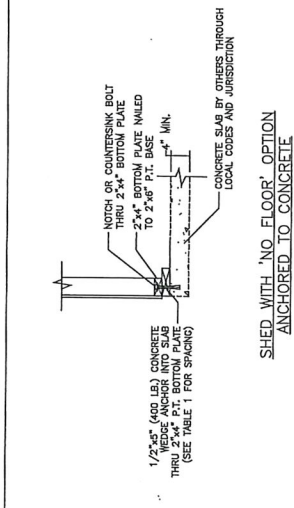 NOTCH OR COUNTERSINK BOLT
THRU 2"x4" BOTTOM PLATE
2"x4" BOTTOM PLATE NAILED
TO 2"x6" P.T. BASE
4" MIN.
CONCRETE SLAB BY OTHERS THROUGH
LOCAL CODES AND JURISDICTION
1/2"x5" (400 LB.) CONCRETE
WEDGE ANCHOR INTO SLAB
THRU 2"x4" P.T. BOTTOM PLATE
(SEE TABLE 1 FOR SPACING)
SHED WITH 'NO FLOOR' OPTION
ANCHORED TO CONCRETE